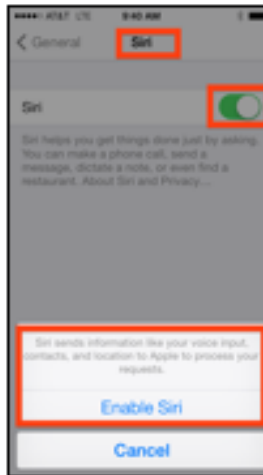 AT&T LTE 9:40 AM
General Siri
Siri
Siri helps you get things done just by asking.
You can make a phone call, send a
message, dictate a note, or even find a
restaurant. About Siri and Privacy...
Siri sends information like your voice input,
contacts, and location to Apple to process your
requests.
Enable Siri
Cancel